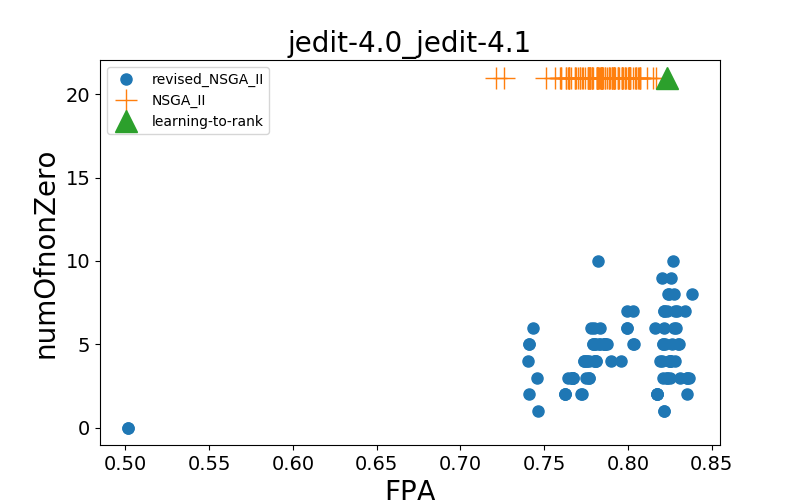 jedit-4.0_jedit-4.1
revised_NSGA_II
NSGA_II
learning-to-rank
numOfnonZero
20
15
10
5
0
0.50 0.55 0.60 0.65 0.70 0.75 0.80 0.85
FPA